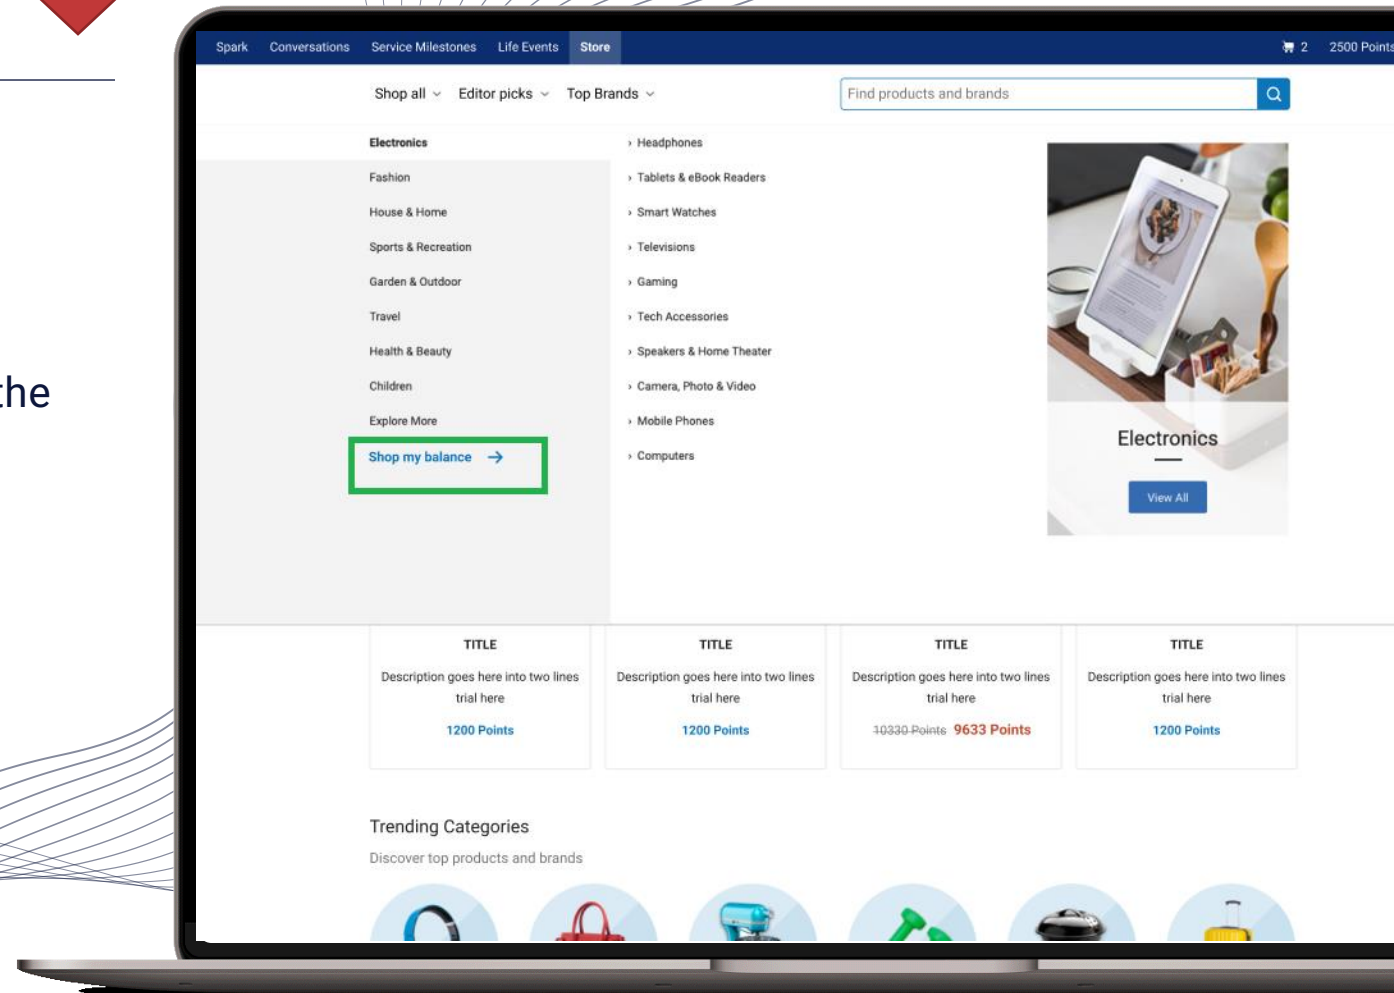 the
Spark Conversations Service Milestones Life Events Store 2 2500 Points
Shop all Editor picks Top Brands Find products and brands
Electronics
Fashion
House & Home
Sports & Recreation
Garden & Outdoor
Travel
Health & Beauty
Children
Explore More
Shop my balance →
› Headphones
› Tablets & eBook Readers
› Smart Watches
› Televisions
› Gaming
› Tech Accessories
› Speakers & Home Theater
› Camera, Photo & Video
› Mobile Phones
› Computers
Electronics
View All
TITLE
Description goes here into two lines
trial here
1200 Points
TITLE
Description goes here into two lines
trial here
1200 Points
TITLE
Description goes here into two lines
trial here
10330 Points 9633 Points
TITLE
Description goes here into two lines
trial here
1200 Points
Trending Categories
Discover top products and brands